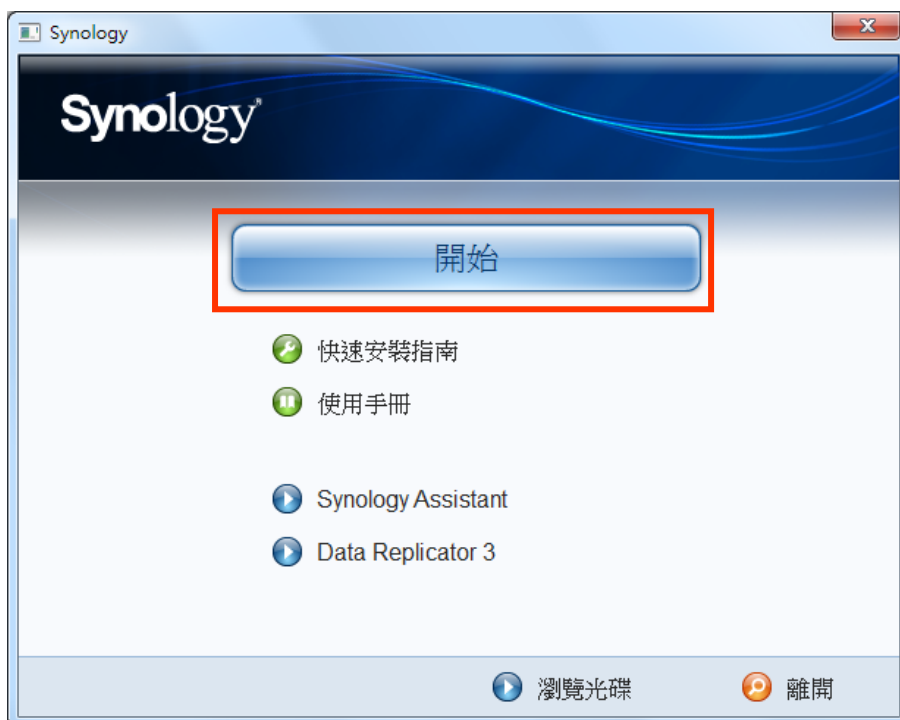 Synology
Synology
開始
快速安裝指南
使用手冊
Synology Assistant
Data Replicator 3
瀏覽光碟
離開